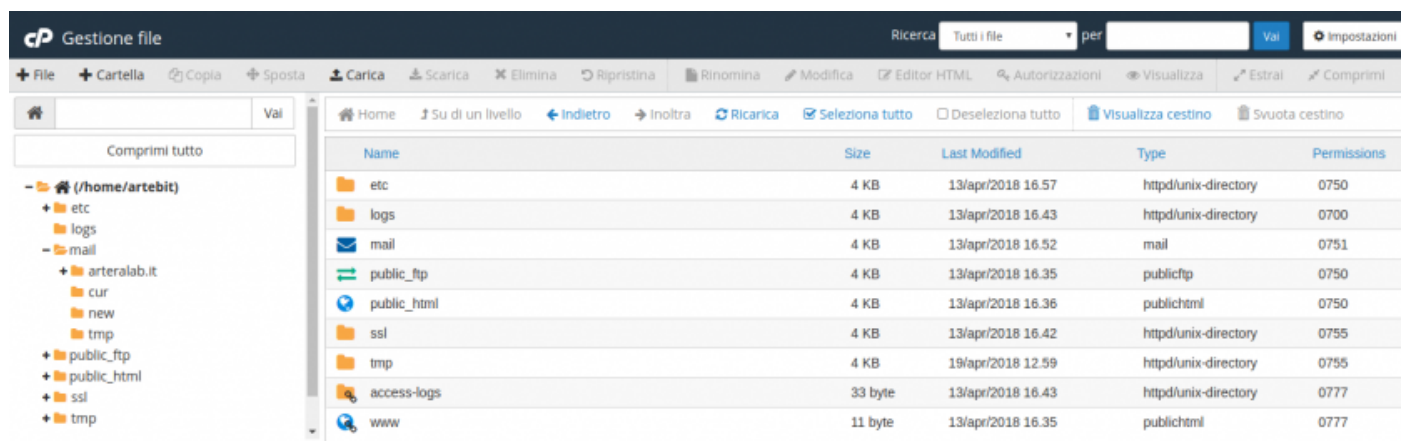 cP Gestione file
Ricerca Tutti i file per Vai Impostazioni
+ File + Cartella Copia Sposta Carica Scarica Elimina Ripristina Rinomina Modifica Editor HTML Autorizzazioni Visualizza Estrai Comprimi
Vai
Comprimi tutto
(/home/artebit)
etc
logs
mail
arteralab.it
cur
new
tmp
public_ftp
public_html
ssl
tmp
Home Su di un livello Indietro Inoltra Ricarica Seleziona tutto Deseleziona tutto Visualizza cestino Svuota cestino
Name Size Last Modified Type Permissions
etc 4 KB 13/apr/2018 16.57 httpd/unix-directory 0750
logs 4 KB 13/apr/2018 16.43 httpd/unix-directory 0700
mail 4 KB 13/apr/2018 16.52 mail 0751
public_ftp 4 KB 13/apr/2018 16.35 publicftp 0750
public_html 4 KB 13/apr/2018 16.36 publichtml 0750
ssl 4 KB 13/apr/2018 16.42 httpd/unix-directory 0755
tmp 4 KB 19/apr/2018 12.59 httpd/unix-directory 0755
access-logs 33 byte 13/apr/2018 16.43 httpd/unix-directory 0777
www 11 byte 13/apr/2018 16.35 publichtml 0777